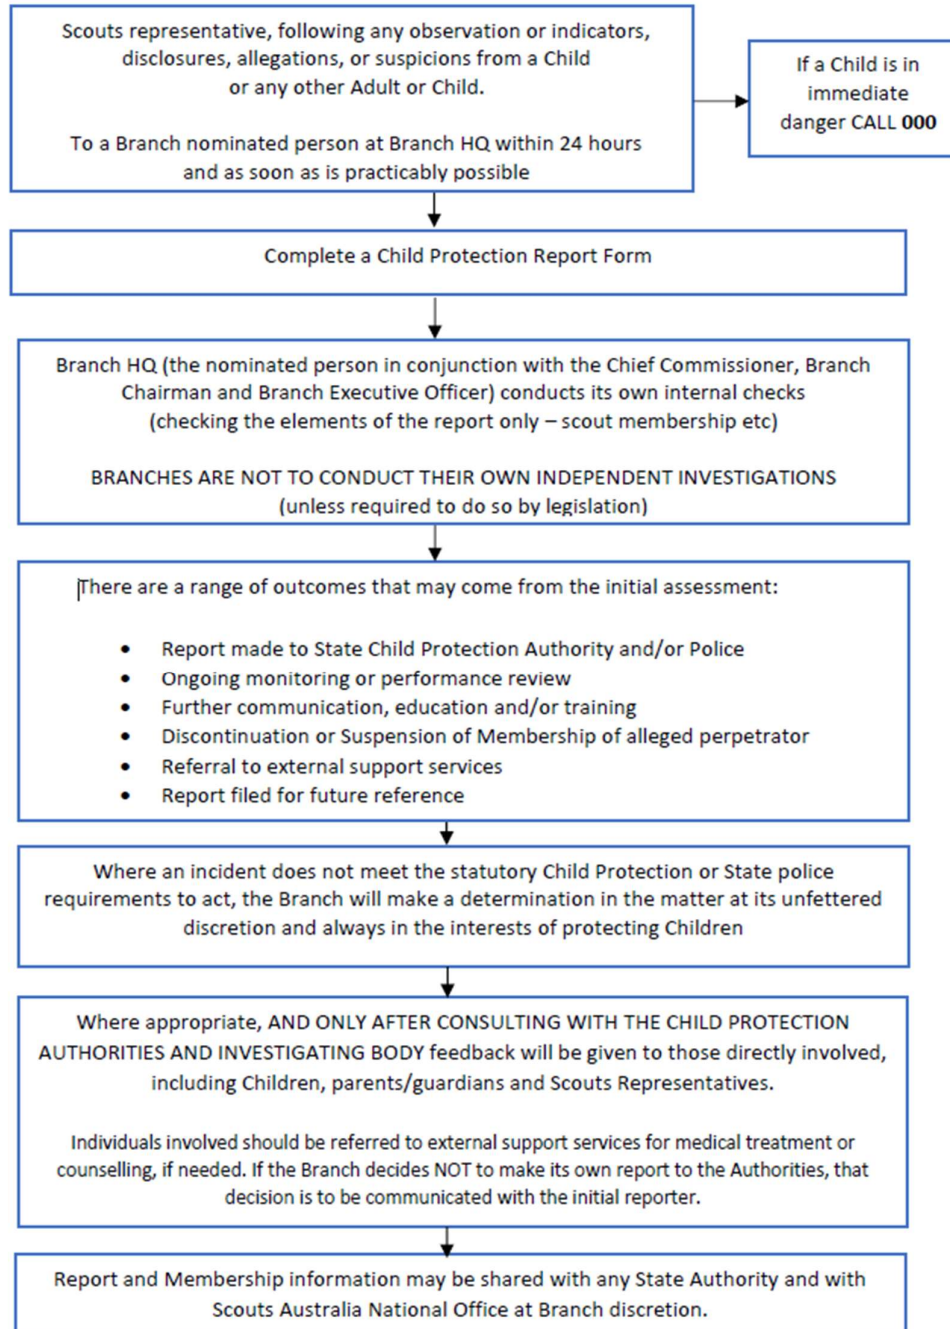 Scouts representative, following any observation or indicators,
disclosures, allegations, or suspicions from a Child
or any other Adult or Child.
To a Branch nominated person at Branch HQ within 24 hours
and as soon as is practicably possible
If a Child is in
immediate
danger CALL 000
Complete a Child Protection Report Form
Branch HQ (the nominated person in conjunction with the Chief Commissioner, Branch
Chairman and Branch Executive Officer) conducts its own internal checks
(checking the elements of the report only – scout membership etc)
BRANCHES ARE NOT TO CONDUCT THEIR OWN INDEPENDENT INVESTIGATIONS
(unless required to do so by legislation)
There are a range of outcomes that may come from the initial assessment:
• Report made to State Child Protection Authority and/or Police
• Ongoing monitoring or performance review
• Further communication, education and/or training
• Discontinuation or Suspension of Membership of alleged perpetrator
• Referral to external support services
• Report filed for future reference
Where an incident does not meet the statutory Child Protection or State police
requirements to act, the Branch will make a determination in the matter at its unfettered
discretion and always in the interests of protecting Children
Where appropriate, AND ONLY AFTER CONSULTING WITH THE CHILD PROTECTION
AUTHORITIES AND INVESTIGATING BODY feedback will be given to those directly involved,
including Children, parents/guardians and Scouts Representatives.
Individuals involved should be referred to external support services for medical treatment or
counselling, if needed. If the Branch decides NOT to make its own report to the Authorities, that
decision is to be communicated with the initial reporter.
Report and Membership information may be shared with any State Authority and with
Scouts Australia National Office at Branch discretion.